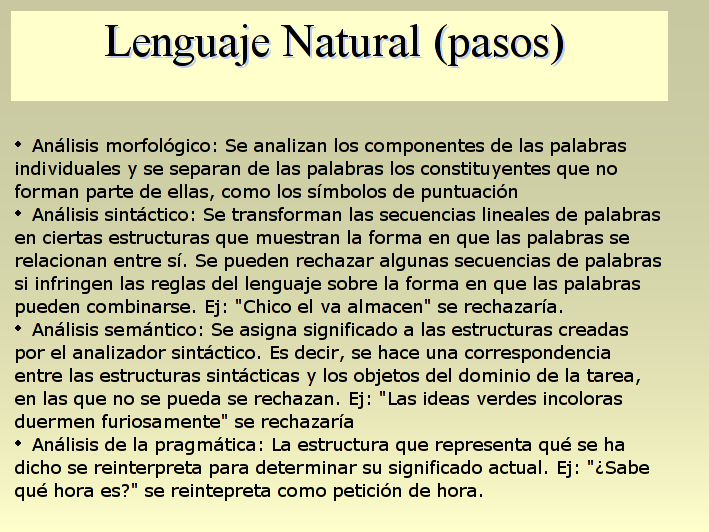 Lenguaje Natural (pasos)
• Análisis morfológico: Se analizan los componentes de las palabras
individuales y se separan de las palabras los constituyentes que no
forman parte de ellas, como los símbolos de puntuación
• Análisis sintáctico: Se transforman las secuencias lineales de palabras
en ciertas estructuras que muestran la forma en que las palabras se
relacionan entre sí. Se pueden rechazar algunas secuencias de palabras
si infringen las reglas del lenguaje sobre la forma en que las palabras
pueden combinarse. Ej: "Chico el va almacen" se rechazaría.
• Análisis semántico: Se asigna significado a las estructuras creadas
por el analizador sintáctico. Es decir, se hace una correspondencia
entre las estructuras sintácticas y los objetos del dominio de la tarea,
en las que no se pueda se rechazan. Ej: "Las ideas verdes incoloras
duermen furiosamente" se rechazaría
• Análisis de la pragmática: La estructura que representa qué se ha
dicho se reinterpreta para determinar su significado actual. Ej: "¿Sabe
qué hora es?" se reintepreta como petición de hora.